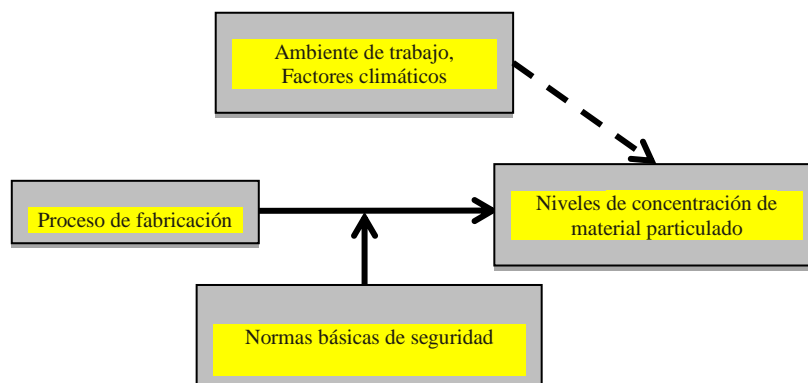 Ambiente de trabajo,
Factores climáticos
Proceso de fabricación
Niveles de concentración de
material particulado
Normas básicas de seguridad